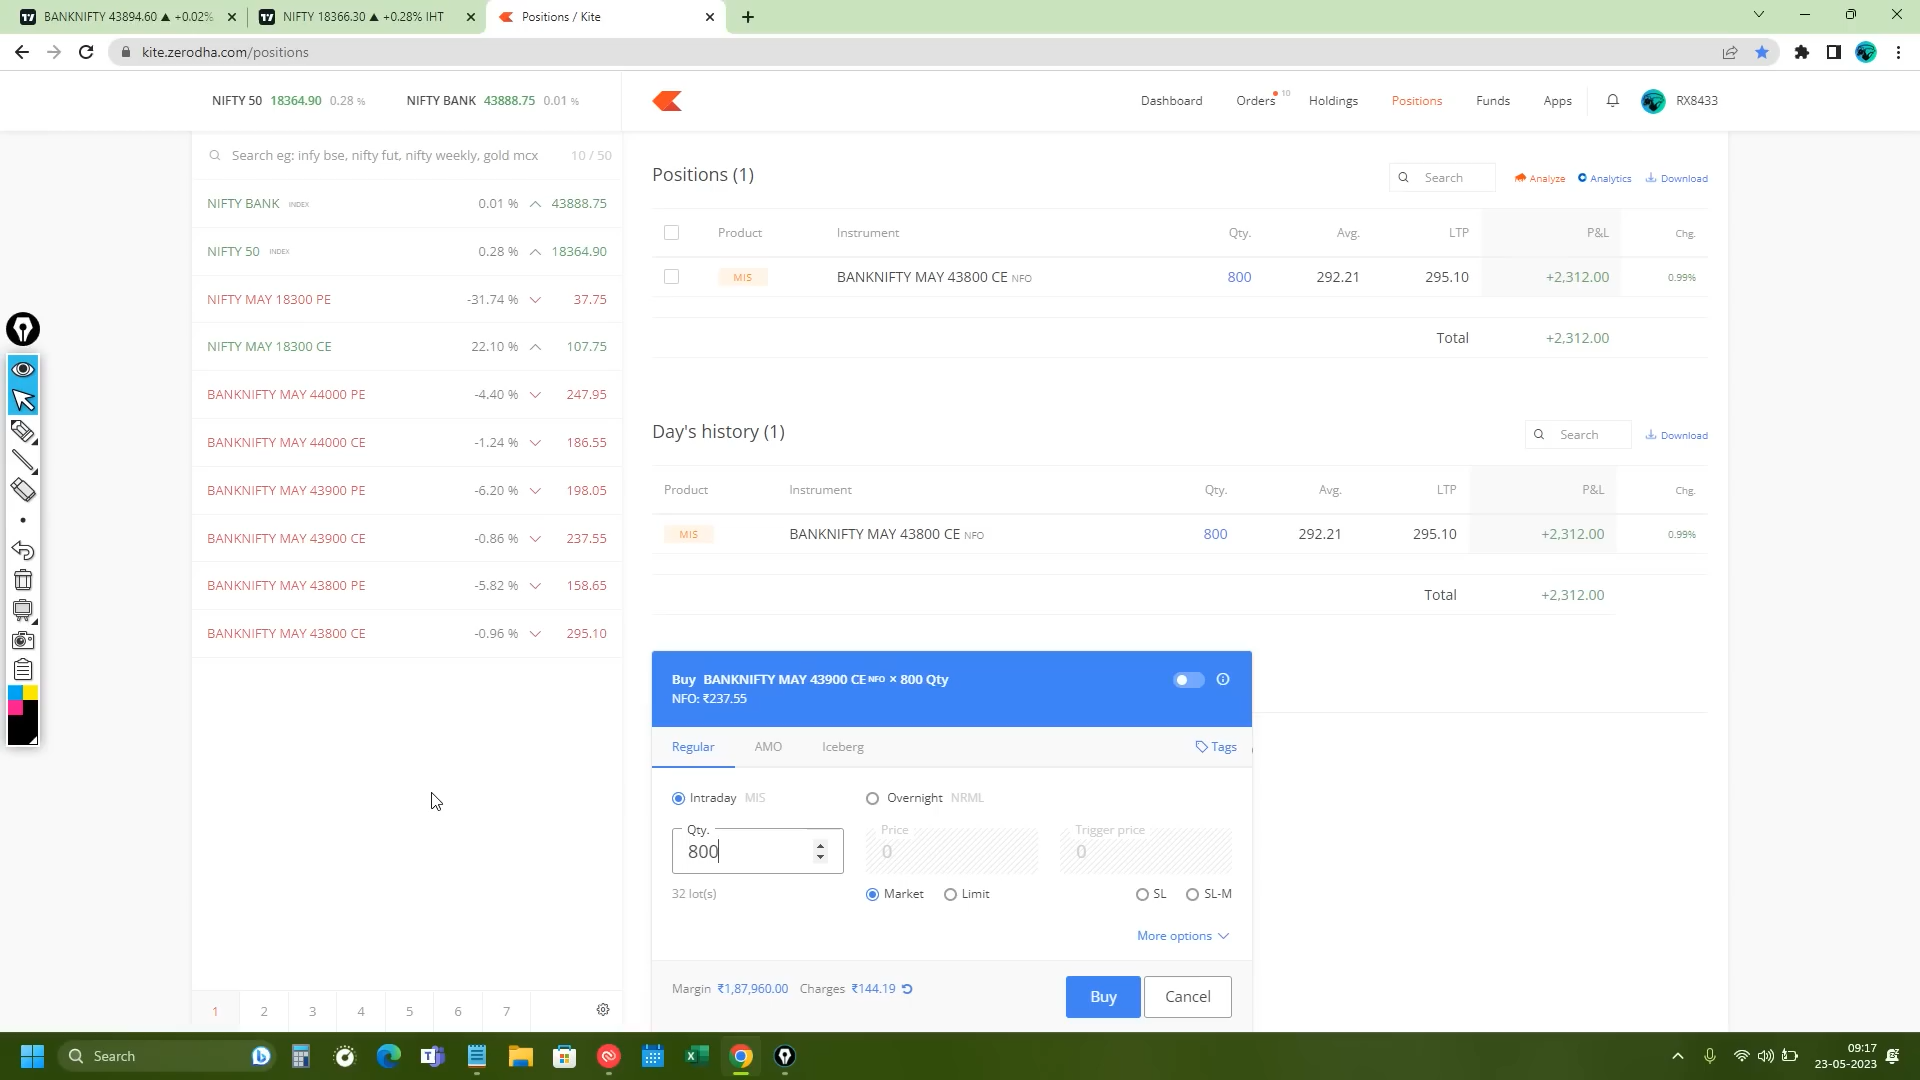 BANKNIFTY 43894.60 ▲ +0.02%
NIFTY 18366.30 ▲ +0.28% IHT
Positions / Kite
kite.zerodha.com/positions
NIFTY 50 18364.90 0.28 %
NIFTY BANK 43888.75 0.01 %
Dashboard
Orders 10
Holdings
Positions
Funds
Apps
RX8433
Search eg: infy bse, nifty fut, nifty weekly, gold mcx 10 / 50
NIFTY BANK INDEX 0.01 % 43888.75
NIFTY 50 INDEX 0.28 % 18364.90
NIFTY MAY 18300 PE -31.74 % 37.75
NIFTY MAY 18300 CE 22.10 % 107.75
BANKNIFTY MAY 44000 PE -4.40 % 247.95
BANKNIFTY MAY 44000 CE -1.24 % 186.55
BANKNIFTY MAY 43900 PE -6.20 % 198.05
BANKNIFTY MAY 43900 CE -0.86 % 237.55
BANKNIFTY MAY 43800 PE -5.82 % 158.65
BANKNIFTY MAY 43800 CE -0.96 % 295.10
1 2 3 4 5 6 7
Positions (1)
Search
Analyze
Analytics
Download
Product Instrument Qty. Avg. LTP P&L Chg.
MIS BANKNIFTY MAY 43800 CE NFO 800 292.21 295.10 +2,312.00 0.99%
Total +2,312.00
Day's history (1)
Search
Download
Product Instrument Qty. Avg. LTP P&L Chg.
MIS BANKNIFTY MAY 43800 CE NFO 800 292.21 295.10 +2,312.00 0.99%
Total +2,312.00
Buy BANKNIFTY MAY 43900 CE NFO × 800 Qty
NFO: ₹237.55
Regular AMO Iceberg Tags
Intraday MIS Overnight NRML
Qty. Price Trigger price
800 0 0
32 lot(s) Market Limit SL SL-M
More options
Margin ₹1,87,960.00 Charges ₹144.19
Buy Cancel
Search
09:17
23-05-2023